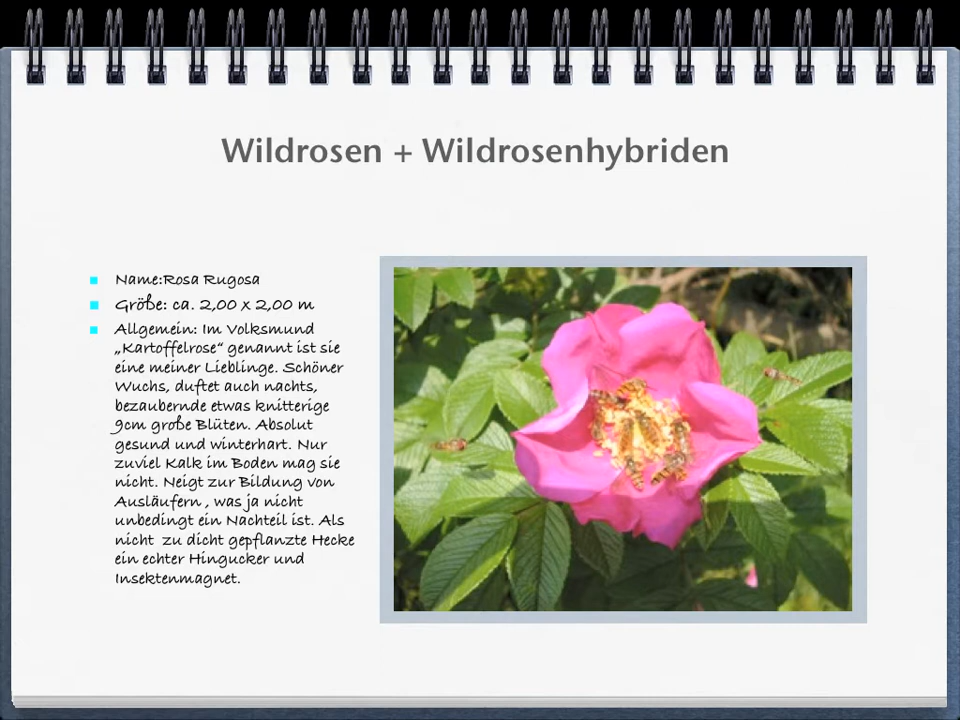 Wildrosen + Wildrosenhybriden
Name:Rosa Rugosa
Größe: ca. 2,00 x 2,00 m
Allgemein: Im Volksmund
„Kartoffelrose“ genannt ist sie
eine meiner Lieblinge. Schöner
Wuchs, duftet auch nachts,
bezaubernde etwas knitterige
9cm große Blüten. Absolut
gesund und winterhart. Nur
zuviel Kalk im Boden mag sie
nicht. Neigt zur Bildung von
Ausläufern , was ja nicht
unbedingt ein Nachteil ist. Als
nicht  zu dicht gepflanzte Hecke
ein echter Hingucker und
Insektenmagnet.